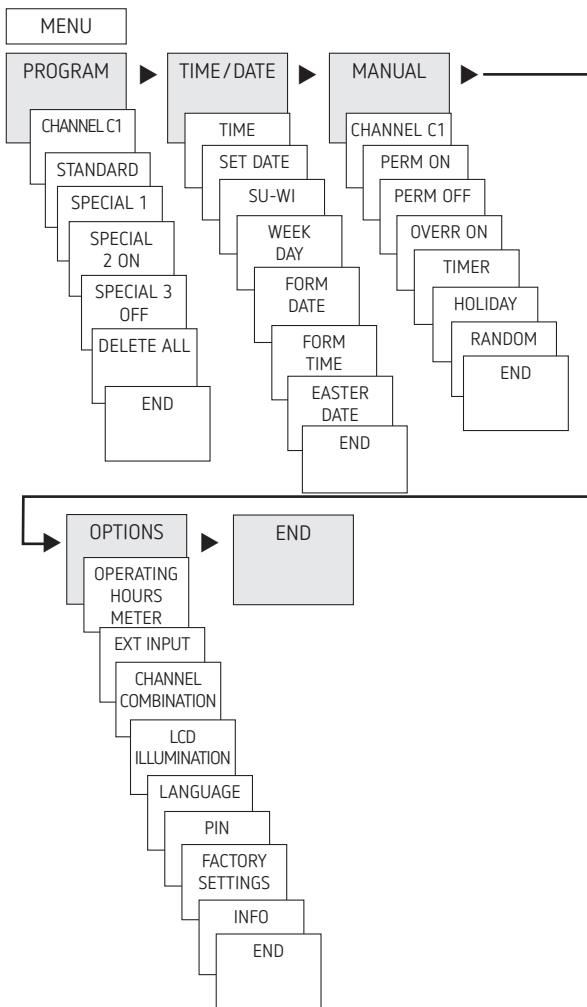 MENU
PROGRAM
CHANNEL C1
STANDARD
SPECIAL 1
SPECIAL
2 ON
SPECIAL 3
OFF
DELETE ALL
END
TIME/DATE
TIME
SET DATE
SU-WI
WEEK
DAY
FORM
DATE
FORM
TIME
EASTER
DATE
END
MANUAL
CHANNEL C1
PERM ON
PERM OFF
OVERR ON
TIMER
HOLIDAY
RANDOM
END
OPTIONS
OPERATING
HOURS
METER
EXT INPUT
CHANNEL
COMBINATION
LCD
ILLUMINATION
LANGUAGE
PIN
FACTORY
SETTINGS
INFO
END
END